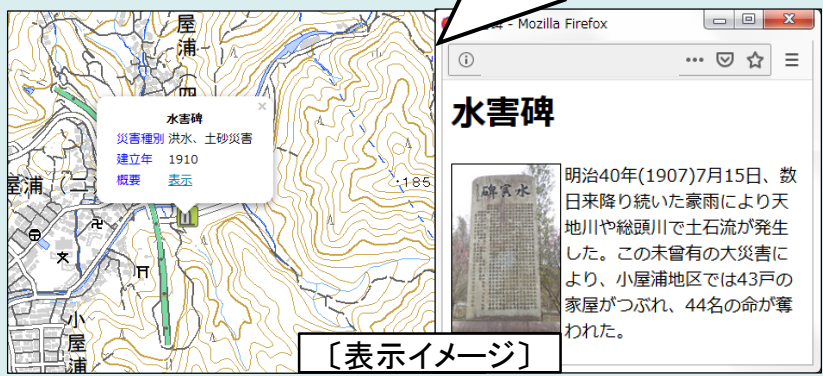 屋
浦
四
水害碑
災害種別 洪水、土砂災害
建立年 1910
概要 表示
屋浦(二
・185
文
小
屋
浦
- Mozilla Firefox
水害碑
水害碑
明治40年(1907)7月15日、数
日来降り続いた豪雨により天
地川や総頭川で土石流が発生
した。この未曾有の大災害に
より、小屋浦地区では43戸の
家屋がつぶれ、44名の命が奪
われた。
〔表示イメージ〕